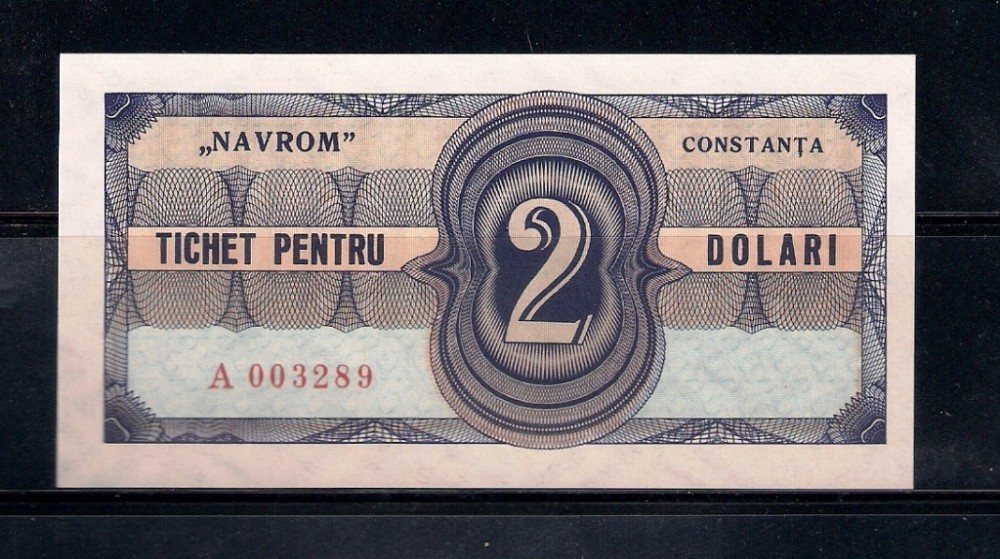 „NAVROM” CONSTANȚA
TICHET PENTRU 2 DOLARI
A 003289